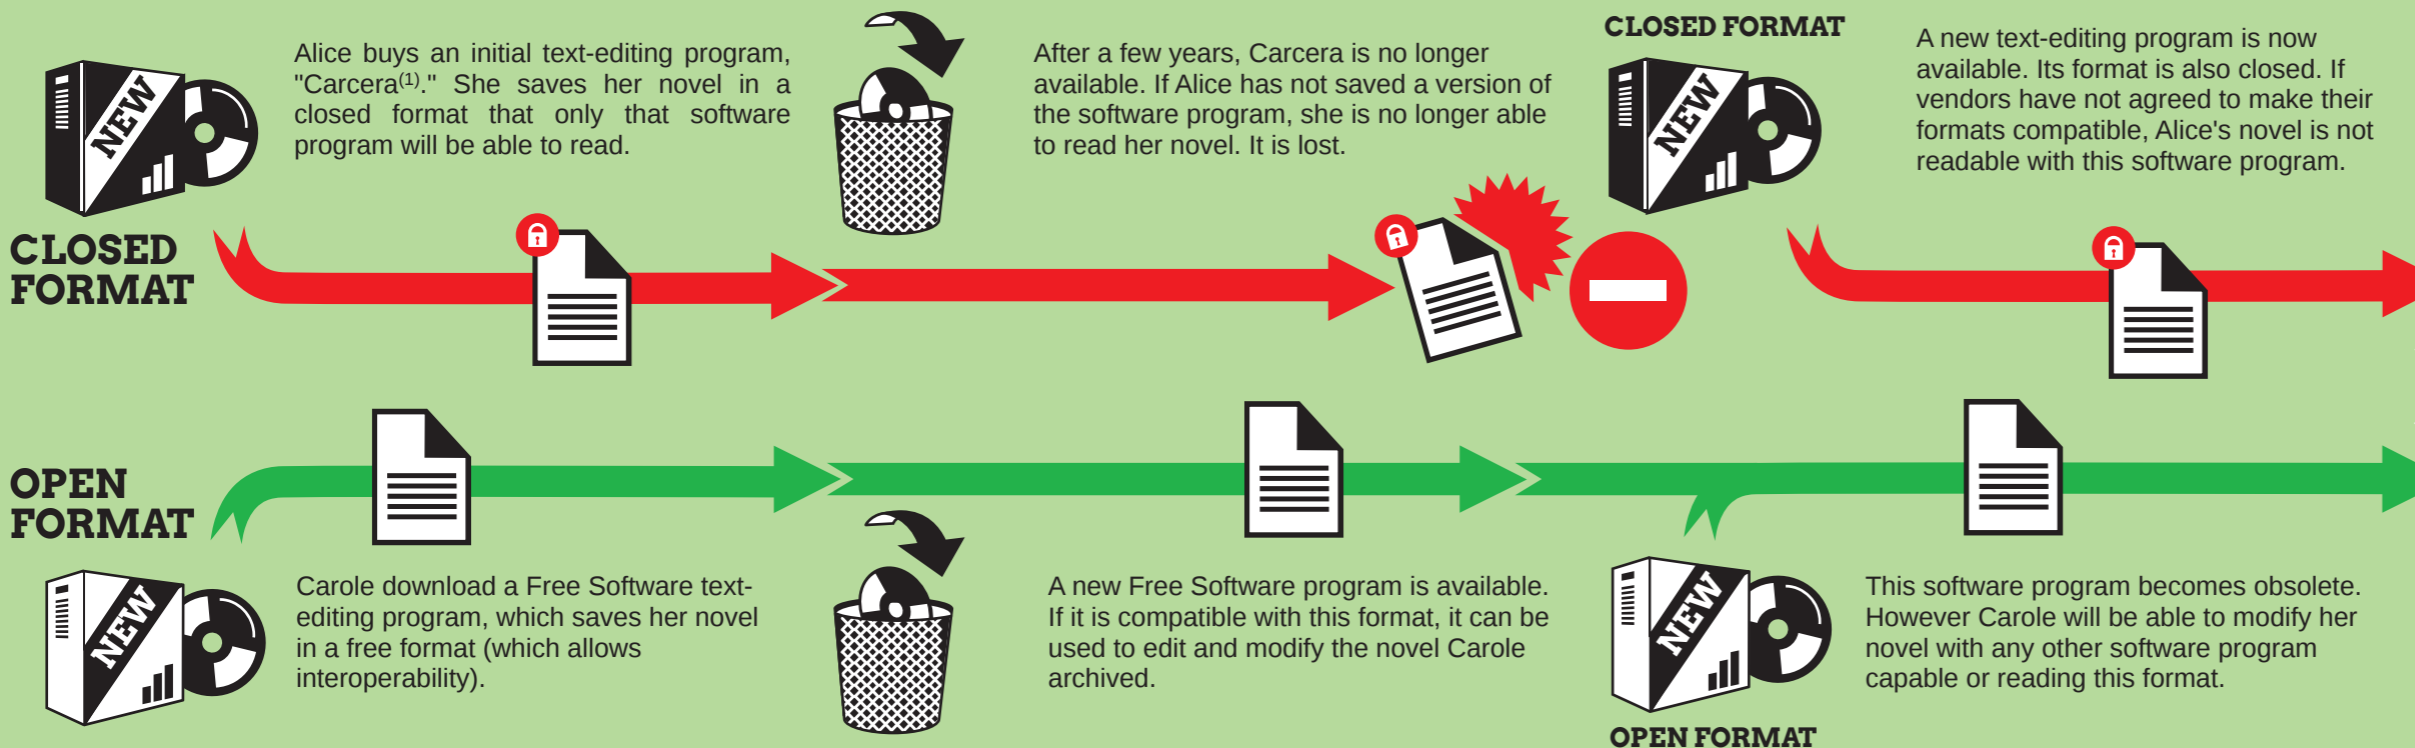 CLOSED
FORMAT
NEW
Alice buys an initial text-editing program,
"Carcera(1)." She saves her novel in a
closed format that only that software
program will be able to read.
After a few years, Carcera is no longer
available. If Alice has not saved a version of
the software program, she is no longer able
to read her novel. It is lost.
CLOSED FORMAT
NEW
A new text-editing program is now
available. Its format is also closed. If
vendors have not agreed to make their
formats compatible, Alice's novel is not
readable with this software program.
OPEN
FORMAT
NEW
Carole download a Free Software text-
editing program, which saves her novel
in a free format (which allows
interoperability).
A new Free Software program is available.
If it is compatible with this format, it can be
used to edit and modify the novel Carole
archived.
NEW
OPEN FORMAT
This software program becomes obsolete.
However Carole will be able to modify her
novel with any other software program
capable or reading this format.